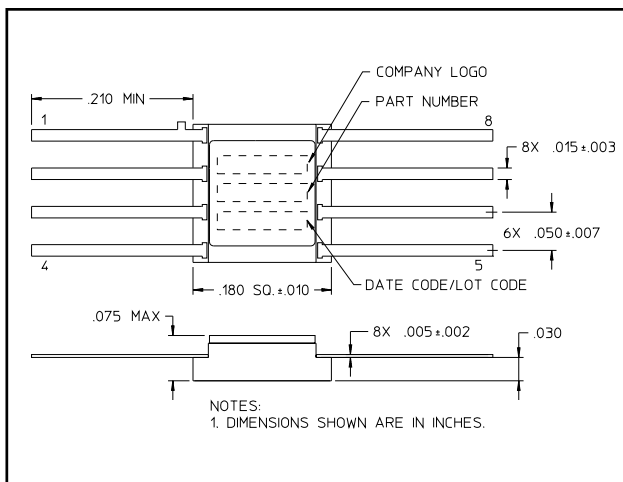 COMPANY LOGO
.210 MIN
PART NUMBER
1
8
8X .015±.003
6X .050±.007
4
5
.180 SQ.±.010
DATE CODE/LOT CODE
.075 MAX
8X .005±.002
.030
NOTES:
1. DIMENSIONS SHOWN ARE IN INCHES.